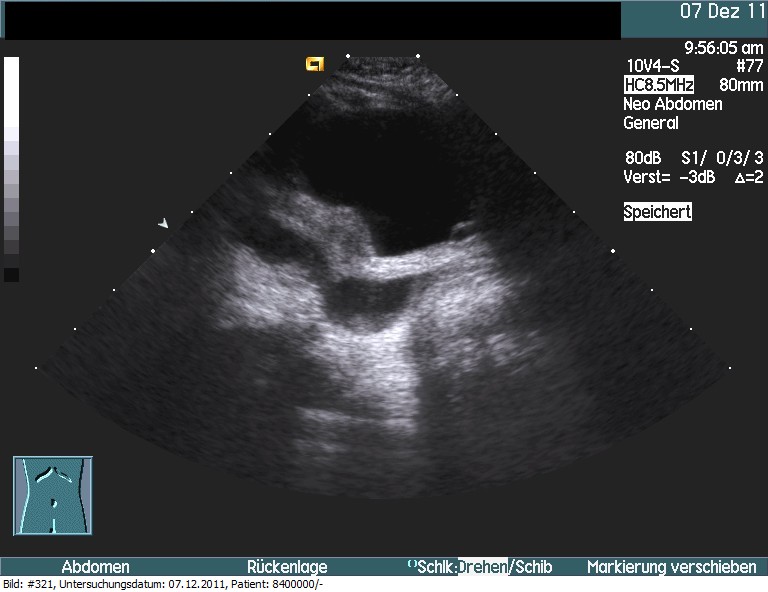 07 Dez 11
9:56:05 am
10V4-S #77
HC8.5MHz 80mm
Neo Abdomen
General
80dB S1/ 0/3/ 3
Verst= -3dB Δ=2
Speichert
Abdomen Rückenlage Schlk:Drehen/Schib Markierung verschieben
Bild: #321, Untersuchungsdatum: 07.12.2011, Patient: 8400000/-